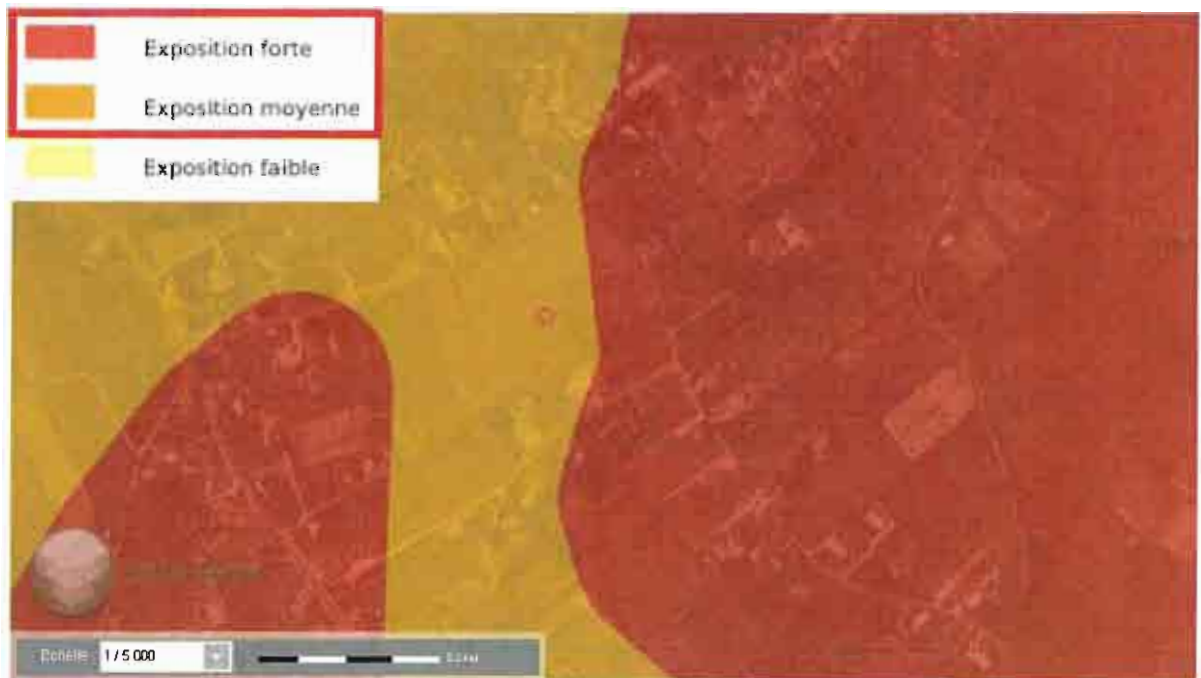 Exposition forte
Exposition moyenne
Exposition faible
Echelle 1 / 5 000